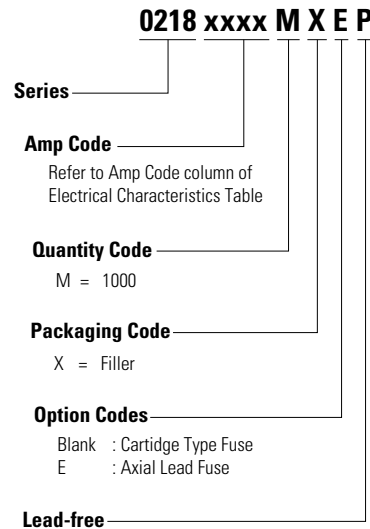 0218 xxxx M X E P
Series
Amp Code
Refer to Amp Code column of
Electrical Characteristics Table
Quantity Code
M = 1000
Packaging Code
X = Filler
Option Codes
Blank : Cartidge Type Fuse
E : Axial Lead Fuse
Lead-free